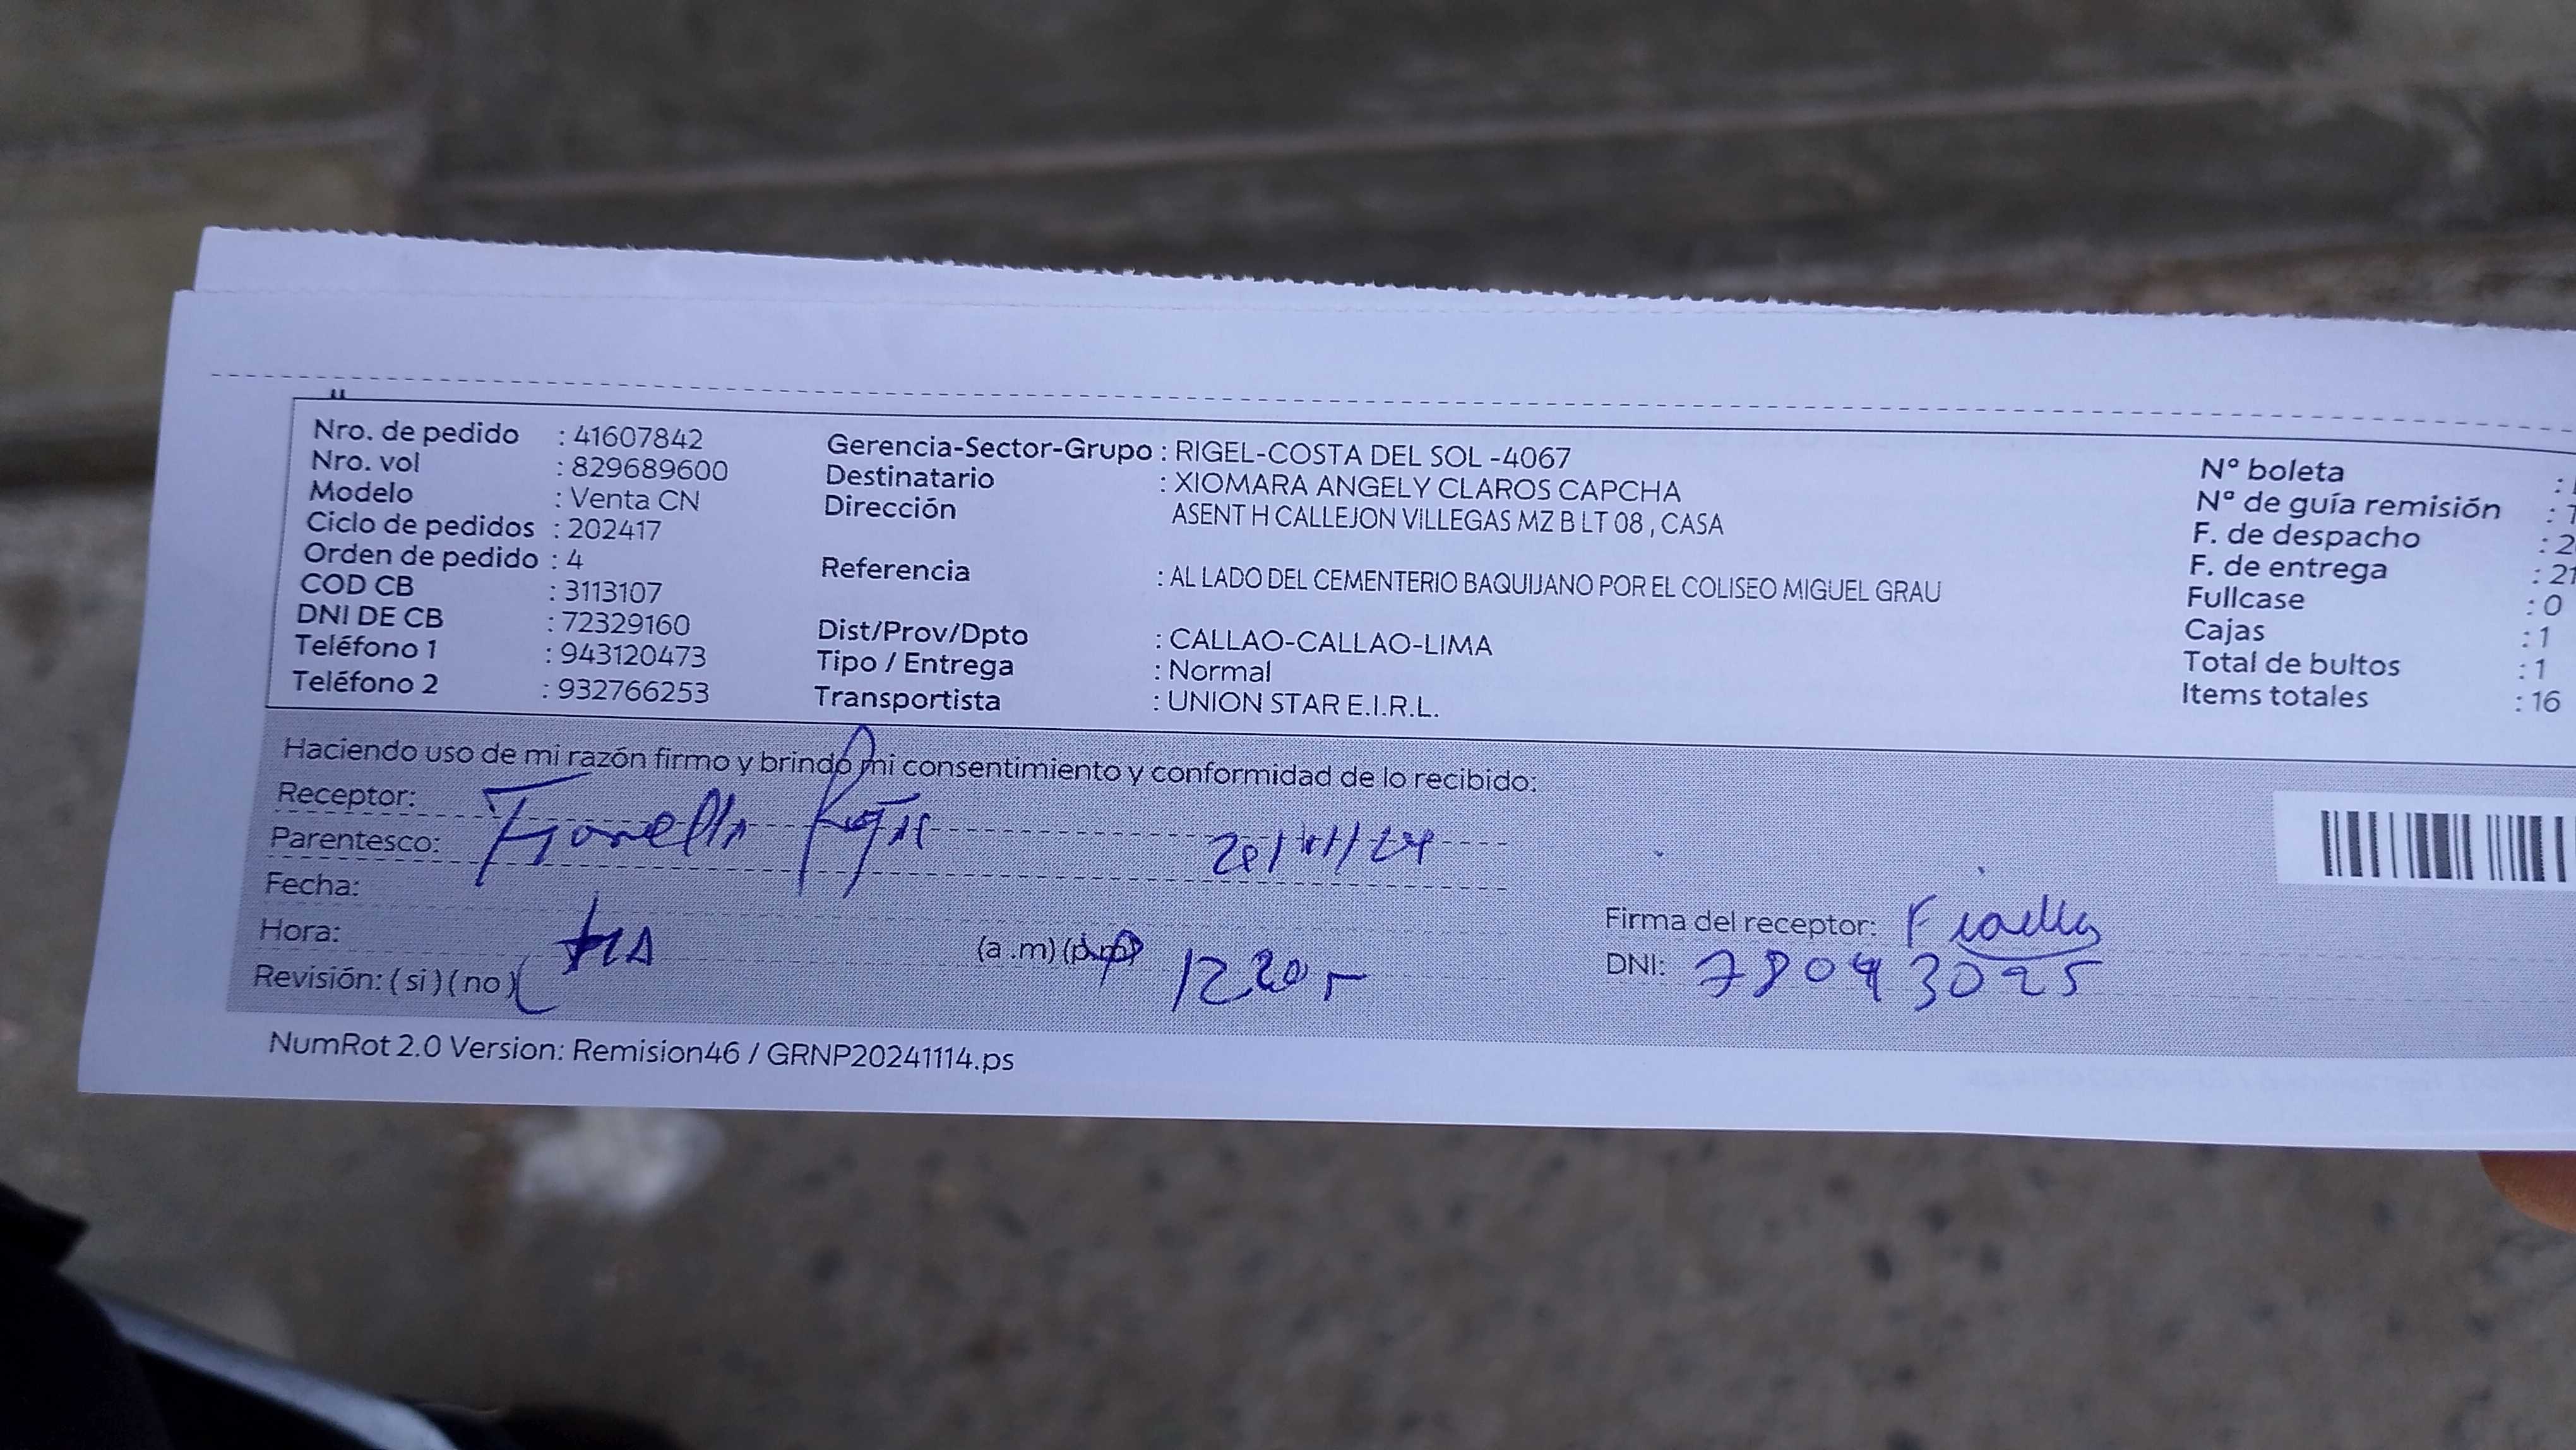 Nro. de pedido : 41607842
Nro. vol : 829689600
Modelo : Venta CN
Ciclo de pedidos : 202417
Orden de pedido : 4
COD CB : 3113107
DNI DE CB : 72329160
Teléfono 1 : 943120473
Teléfono 2 : 932766253
Gerencia-Sector-Grupo : RIGEL-COSTA DEL SOL -4067
Destinatario : XIOMARA ANGELY CLAROS CAPCHA
Dirección ASENT H CALLEJON VILLEGAS MZ B LT 08 , CASA
Referencia : AL LADO DEL CEMENTERIO BAQUIJANO POR EL COLISEO MIGUEL GRAU
Dist/Prov/Dpto : CALLAO-CALLAO-LIMA
Tipo / Entrega : Normal
Transportista : UNION STAR E.I.R.L.
N° boleta :
N° de guía remisión :
F. de despacho : 2
F. de entrega : 21
Fullcase : 0
Cajas : 1
Total de bultos : 1
Items totales : 16
Haciendo uso de mi razón firmo y brindo mi consentimiento y conformidad de lo recibido:
Receptor:
Parentesco:
Fecha:
Hora: (a .m) (p.m)
Revisión: ( si ) ( no )
Firma del receptor:
DNI: 78043025
NumRot 2.0 Version: Remision46 / GRNP20241114.ps